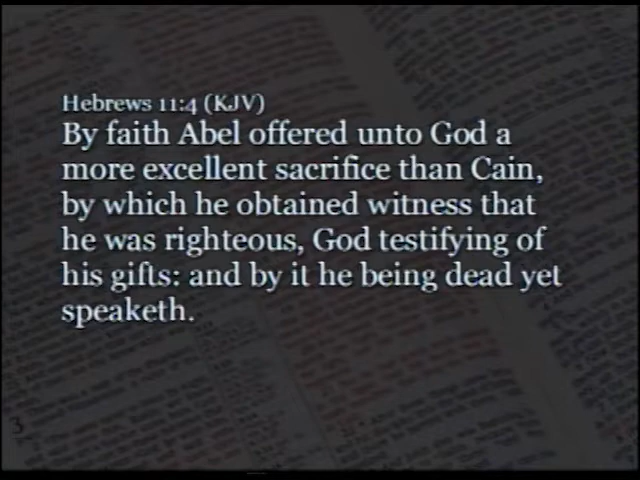 Hebrews 11:4 (KJV)
By faith Abel offered unto God a
more excellent sacrifice than Cain,
by which he obtained witness that
he was righteous, God testifying of
his gifts: and by it he being dead yet
speaketh.
3